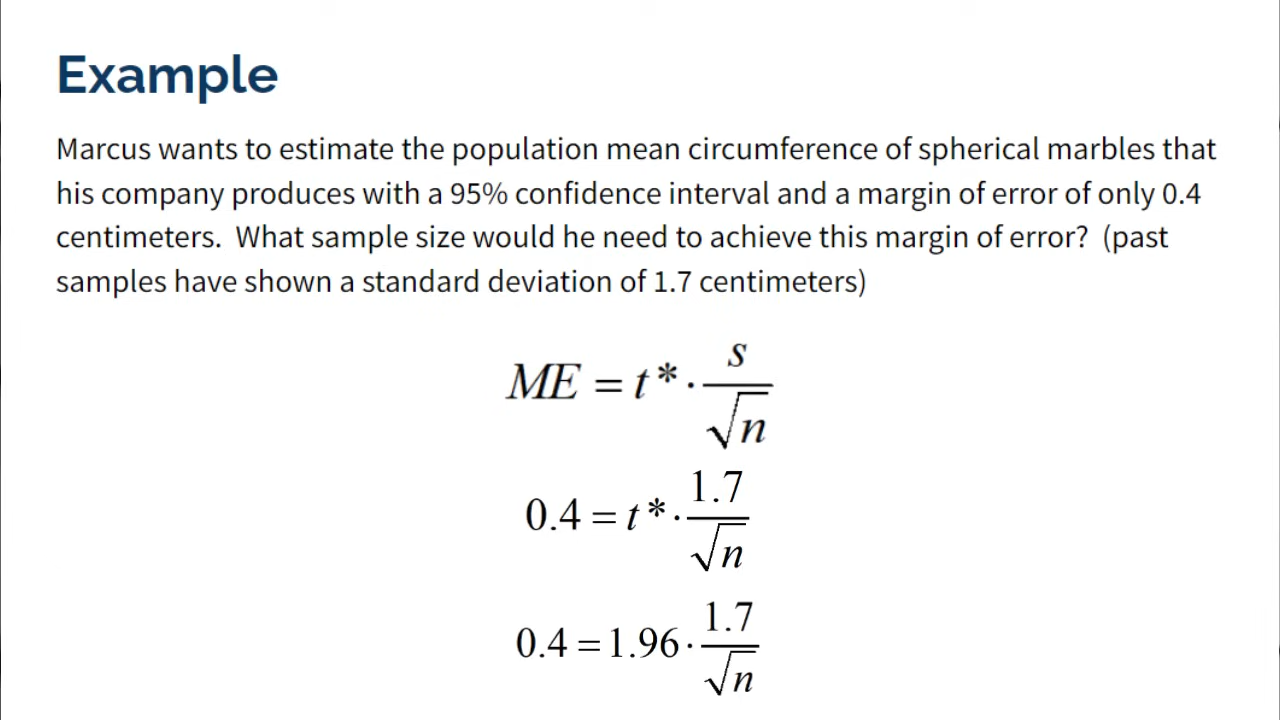 Example
Marcus wants to estimate the population mean circumference of spherical marbles that
his company produces with a 95% confidence interval and a margin of error of only 0.4
centimeters.  What sample size would he need to achieve this margin of error?  (past
samples have shown a standard deviation of 1.7 centimeters)
ME = t* · s/√n
0.4 = t* · 1.7/√n
0.4 = 1.96 · 1.7/√n